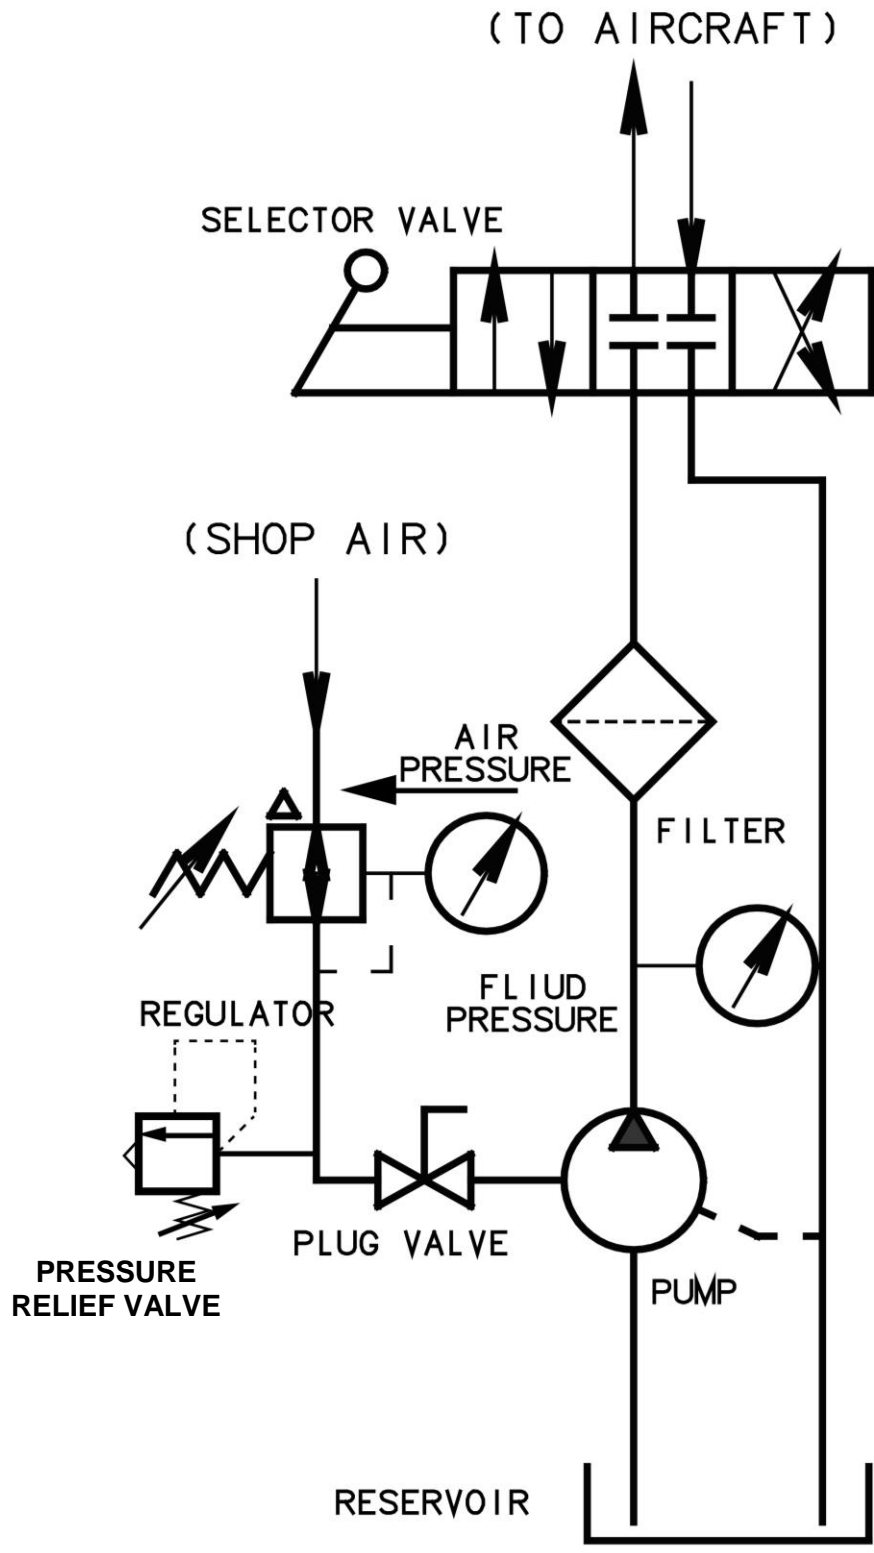 (TO AIRCRAFT)
SELECTOR VALVE
(SHOP AIR)
AIR
PRESSURE
FILTER
FLIUD
PRESSURE
REGULATOR
PLUG VALVE
PRESSURE
RELIEF VALVE
PUMP
RESERVOIR